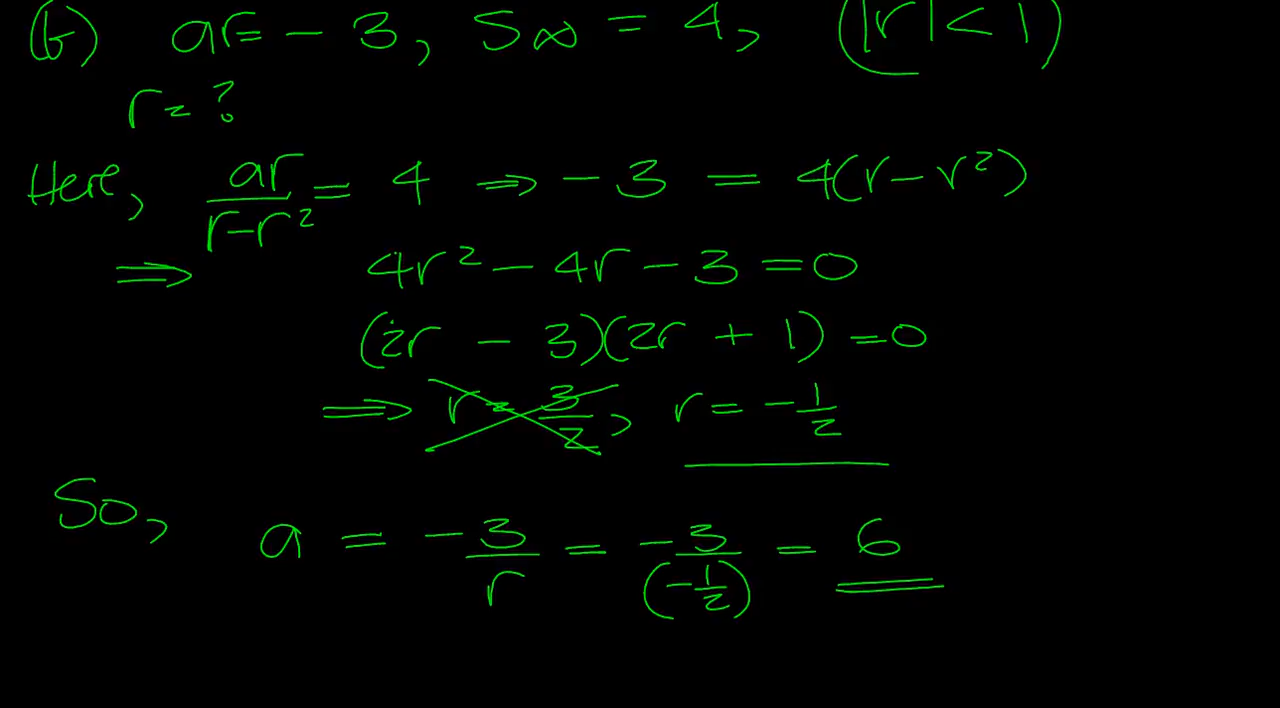 (b) ar = - 3, S∞ = 4, (|r| < 1)
r = ?
Here, ar/(r-r²) = 4 ⇒ - 3 = 4(r - r²)
⇒ 4r² - 4r - 3 = 0
(2r - 3)(2r + 1) = 0
⇒ r = 3/2, r = - 1/2
So, a = - 3/r = - 3/(-1/2) = 6